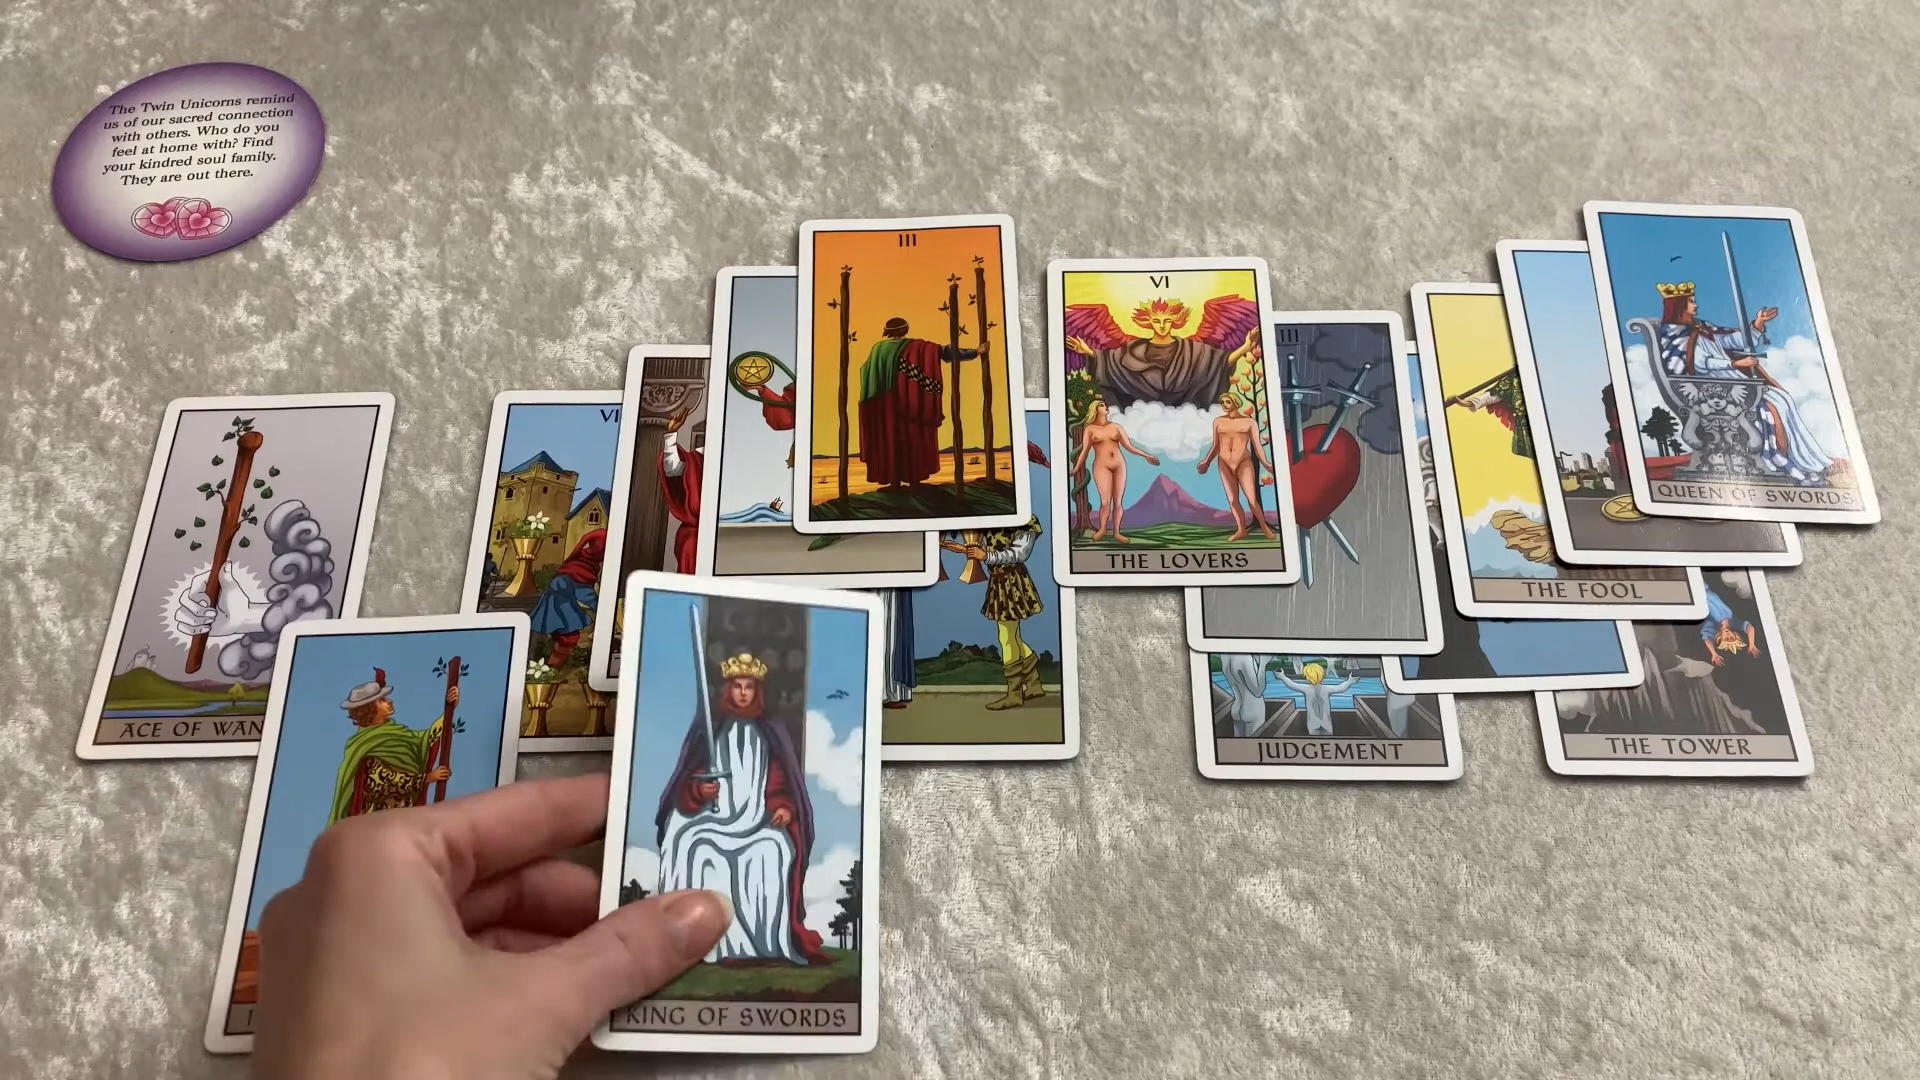 The Twin Unicorns remind
us of our sacred connection
with others. Who do you
feel at home with? Find
your kindred soul family.
They are out there.
III
VI
THE LOVERS
III
THE FOOL
QUEEN OF SWORDS
VI
ACE OF WAN
JUDGEMENT
THE TOWER
KING OF SWORDS